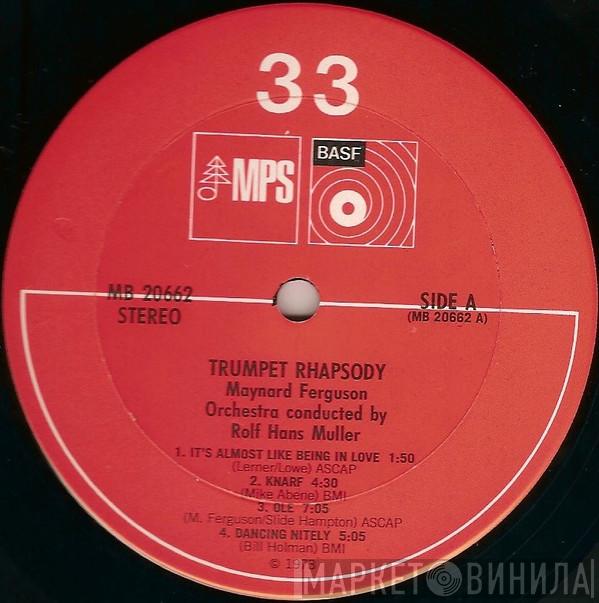 33
MPS
BASF
MB 20662
STEREO
SIDE A
(MB 20662 A)
TRUMPET RHAPSODY
Maynard Ferguson
Orchestra conducted by
Rolf Hans Muller
1. IT'S ALMOST LIKE BEING IN LOVE 1:50
(Lerner/Lowe) ASCAP
2. KNARF 4:30
(Mike Abene) BMI
3. OLE 7:05
(M. Ferguson/Slide Hampton) ASCAP
4. DANCING NITELY 5:05
(Bill Holman) BMI
© 1973
МАРКЕТ ВИНИЛА